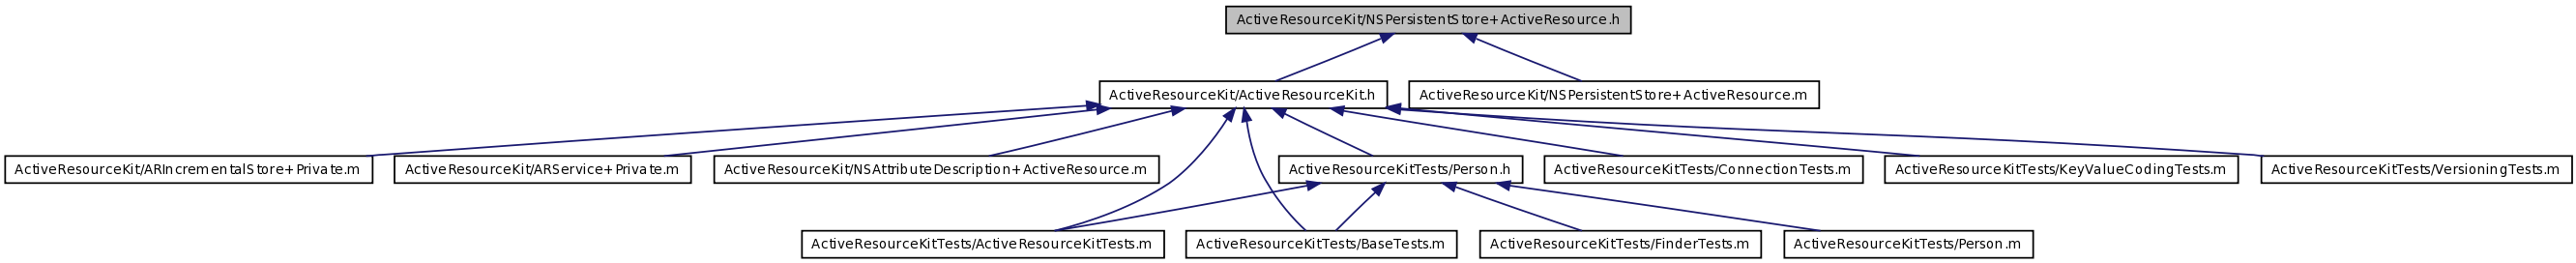 ActiveResourceKit/NSPersistentStore+ActiveResource.h
ActiveResourceKit/ActiveResourceKit.h
ActiveResourceKit/NSPersistentStore+ActiveResource.m
ActiveResourceKit/ARIncrementalStore+Private.m
ActiveResourceKit/ARService+Private.m
ActiveResourceKit/NSAttributeDescription+ActiveResource.m
ActiveResourceKitTests/Person.h
ActiveResourceKitTests/ConnectionTests.m
ActiveResourceKitTests/KeyValueCodingTests.m
ActiveResourceKitTests/VersioningTests.m
ActiveResourceKitTests/ActiveResourceKitTests.m
ActiveResourceKitTests/BaseTests.m
ActiveResourceKitTests/FinderTests.m
ActiveResourceKitTests/Person.m